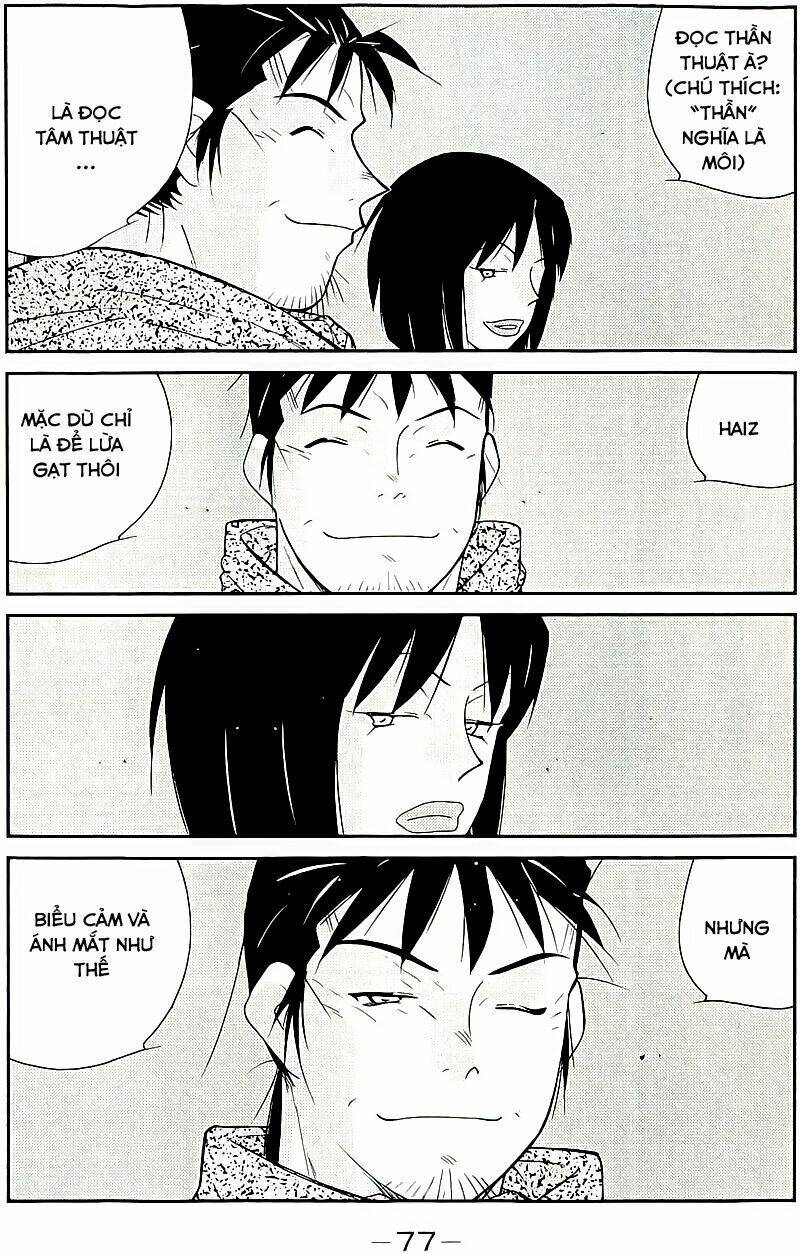 ĐỌC THẦN
THUẬT À?
(CHÚ THÍCH:
"THẦN"
NGHĨA LÀ
MÔI)
LÀ ĐỌC
TÂM THUẬT
...
HAIZ
MẶC DÙ CHỈ
LÀ ĐỂ LỪA
GẠT THÔI
NHƯNG
MÀ
BIỂU CẢM VÀ
ÁNH MẮT NHƯ
THẾ
—77—